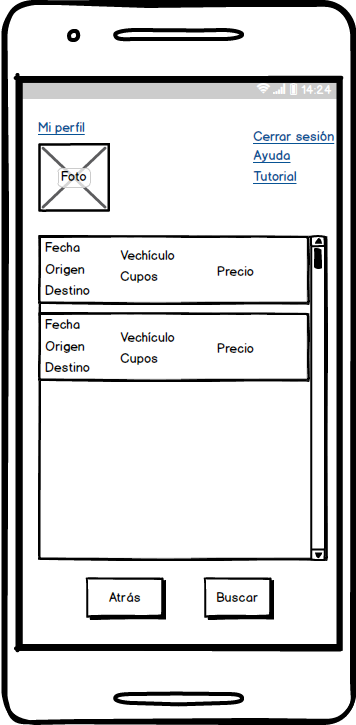 14:24
Mi perfil
Cerrar sesión
Ayuda
Tutorial
Foto
Fecha
Origen
Destino
Vechículo
Cupos
Precio
Fecha
Origen
Destino
Vechículo
Cupos
Precio
Atrás
Buscar